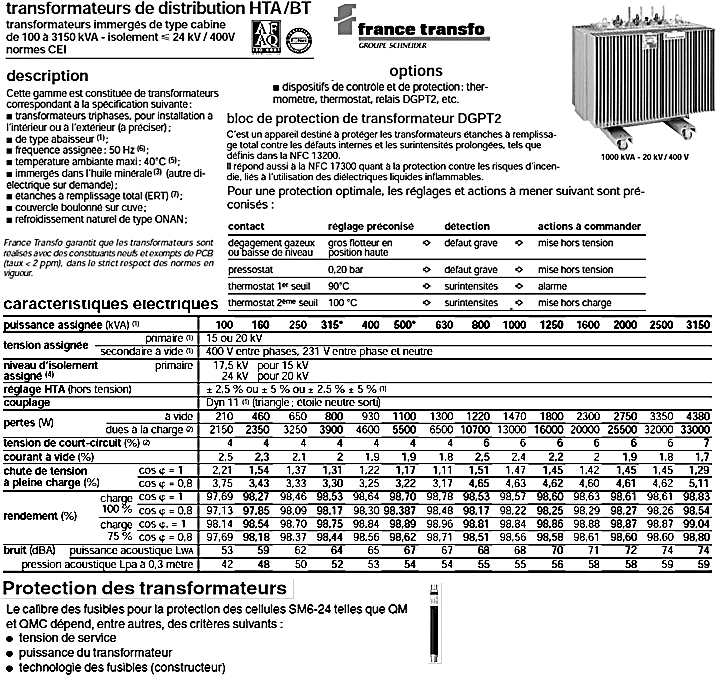 transformateurs de distribution HTA/BT
transformateurs immergés de type cabine
de 100 à 3150 kVA - isolement ≤ 24 kV / 400V
normes CEI
AFAQ
france transfo
GROUPE SCHNEIDER
description
Cette gamme est constituée de transformateurs
correspondant à la spécification suivante :
■ transformateurs triphases, pour installation à
l'intérieur ou à l'extérieur (à préciser) ;
■ de type abaisseur (1) ;
■ fréquence assignee : 50 Hz (6) ;
■ température ambiante maxi : 40°C (5) ;
■ immergés dans l'huile minérale (3) (autre di-
electrique sur demande) ;
■ étanches à remplissage total (ERT) (7) ;
■ couvercle boulonné sur cuve ;
■ refroidissement naturel de type ONAN ;
France Transfo garantit que les transformateurs sont
réalises avec des constituants neufs et exempts de PCB
(taux < 2 ppm), dans le strict respect des normes en
vigueur.
options
■ dispositifs de contrôle et de protection : ther-
mometre, thermostat, relais DGPT2, etc.
bloc de protection de transformateur DGPT2
C'est un appareil destiné à protéger les transformateurs étanches à remplissa-
ge total contre les défauts internes et les surintensités prolongées, tels que
définis dans la NFC 13200.
Il répond aussi à la NFC 17300 quant à la protection contre les risques d'incen-
die, liés à l'utilisation des diélectriques liquides inflammables.
Pour une protection optimale, les réglages et actions à mener suivant sont pré-
conisés :
1000 kVA - 20 kV / 400 V
contact réglage préconisé détection actions à commander
degagement gazeux gros flotteur en ⇔ defaut grave ⇔ mise hors tension
ou baisse de niveau position haute
pressostat 0,20 bar ⇔ defaut grave ⇔ mise hors tension
thermostat 1er seuil 90°C ⇔ surintensités ⇔ alarme
thermostat 2ème seuil 100 °C ⇔ surintensités ⇔ mise hors charge
caracteristiques electriques
puissance assignée (kVA) (1) 100 160 250 315* 400 500* 630 800 1000 1250 1600 2000 2500 3150
tension assignée primaire (1) 15 ou 20 kV
secondaire à vide (1) 400 V entre phases, 231 V entre phase et neutre
niveau d'isolement primaire 17,5 kV pour 15 kV
assigné (4) 24 kV pour 20 kV
réglage HTA (hors tension) ± 2.5 % ou ± 5 % ou ± 2.5 % ± 5 % (1)
couplage Dyn 11 (1) (triangle ; étoile neutre sorti)
pertes (W) à vide 210 460 650 800 930 1100 1300 1220 1470 1800 2300 2750 3350 4380
dues à la charge (2) 2150 2350 3250 3900 4600 5500 6500 10700 13000 16000 20000 25500 32000 33000
tension de court-circuit (%) (2) 4 4 4 4 4 4 4 6 6 6 6 6 6 7
courant à vide (%) 2.5 2,3 2.1 2 1.9 1,9 1.8 2,5 2.4 2,2 2 1,9 1.8 1,7
chute de tension cos φ = 1 2,21 1,54 1,37 1,31 1.22 1,17 1,11 1,51 1.47 1,45 1.42 1,45 1.45 1,29
à pleine charge (%) cos φ = 0,8 3,75 3,43 3,33 3,30 3,25 3,22 3,17 4,65 4,63 4,62 4,60 4,61 4,62 5,11
rendement (%) charge cos φ = 1 97,69 98,27 98.46 98,53 98,64 98,70 98,78 98,53 98,57 98,60 98,63 98,61 98,61 98,83
100 % cos φ = 0.8 97,13 97,85 98,09 98,17 98,30 98.387 98,48 98,17 98,22 98,25 98,29 98,27 98,26 98,54
charge cos φ. = 1 98.14 98,54 98,70 98,75 98,84 98,89 98,96 98,81 98,84 98,86 98,88 98,87 98,87 99,04
75 % cos φ = 0,8 97,69 98,18 98,37 98,44 98,56 98,62 98,71 98,51 98,56 98,58 98,61 98,60 98,60 98,80
bruit (dBA) puissance acoustique LWA 53 59 62 64 65 67 67 68 68 70 71 72 74 74
pression acoustique Lpa à 0,3 mètre 42 48 50 52 53 54 54 55 55 56 58 58 59 59
Protection des transformateurs
Le calibre des fusibles pour la protection des cellules SM6-24 telles que QM
et QMC dépend, entre autres, des critères suivants :
● tension de service
● puissance du transformateur
● technologie des fusibles (constructeur)